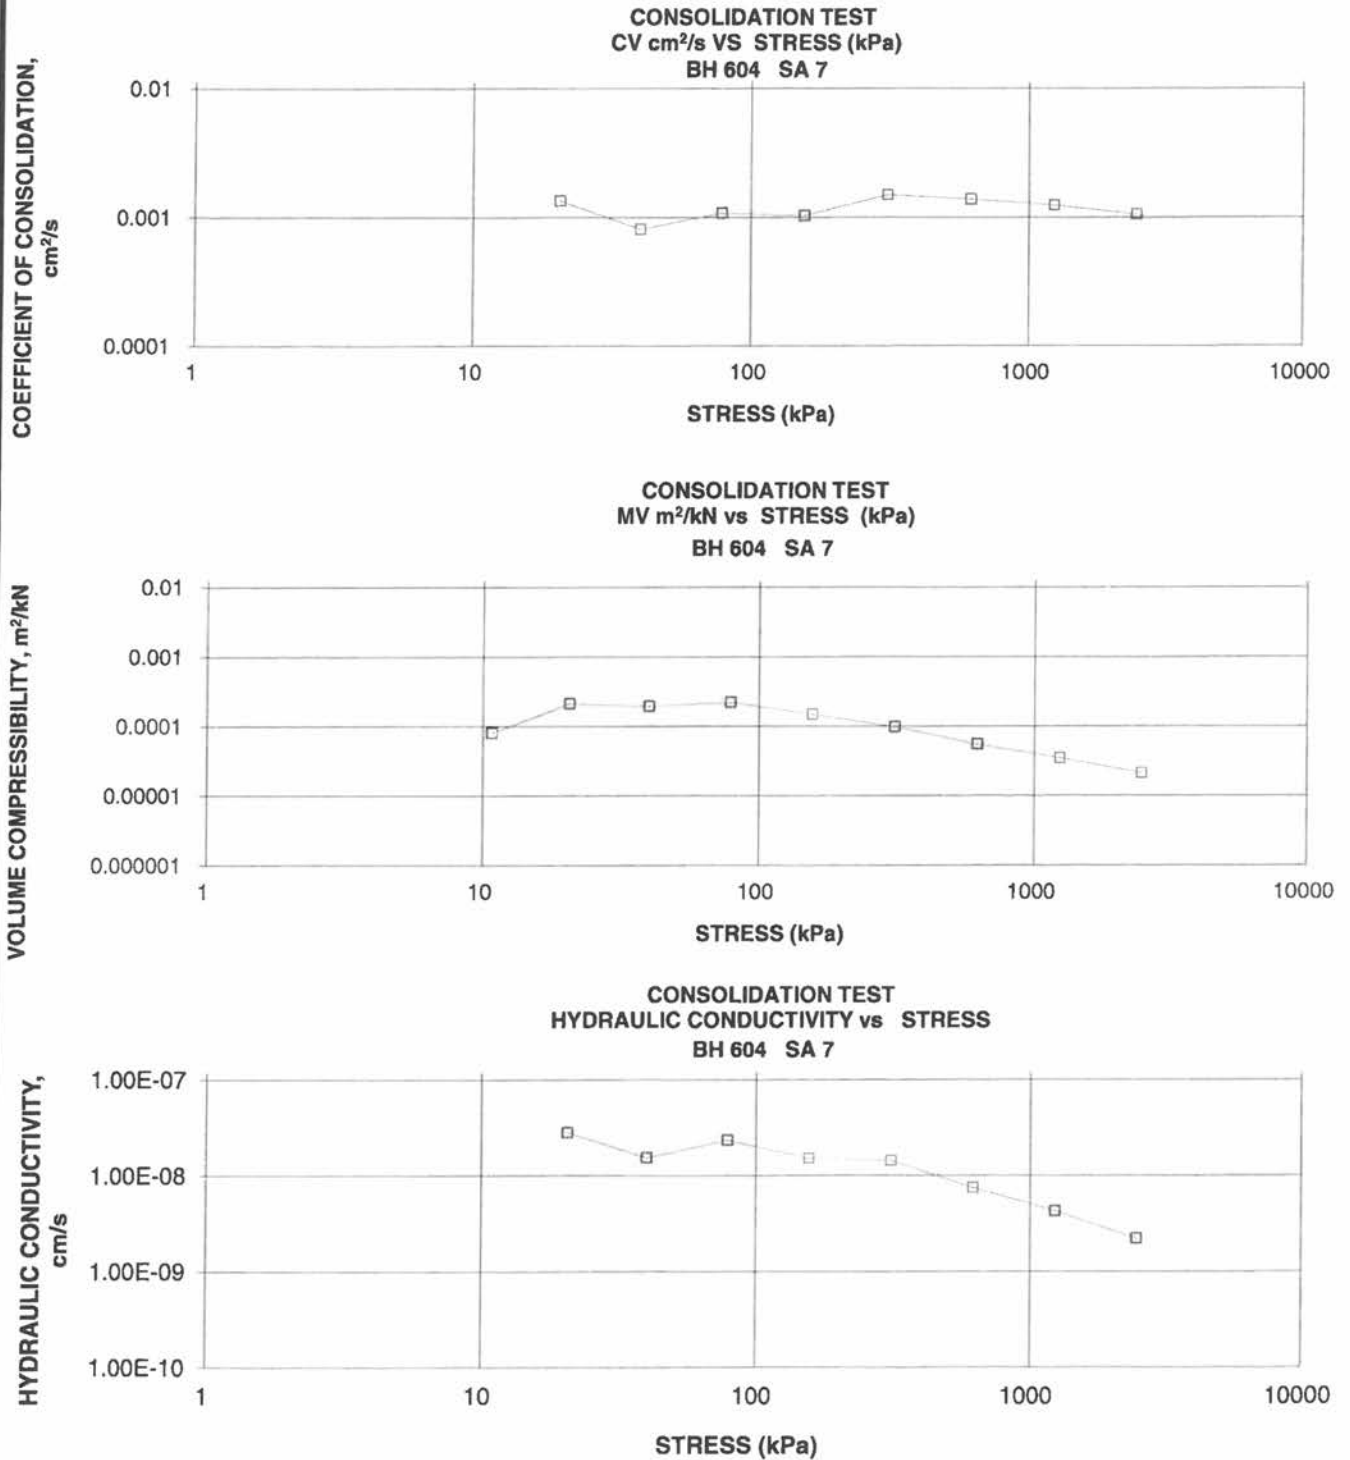 CONSOLIDATION TEST
CV cm²/s VS STRESS (kPa)
BH 604 SA 7
COEFFICIENT OF CONSOLIDATION,
cm²/s
0.01
0.001
0.0001
1 10 100 1000 10000
STRESS (kPa)
CONSOLIDATION TEST
MV m²/kN vs STRESS (kPa)
BH 604 SA 7
VOLUME COMPRESSIBILITY, m²/kN
0.01
0.001
0.0001
0.00001
0.000001
1 10 100 1000 10000
STRESS (kPa)
CONSOLIDATION TEST
HYDRAULIC CONDUCTIVITY vs STRESS
BH 604 SA 7
HYDRAULIC CONDUCTIVITY,
cm/s
1.00E-07
1.00E-08
1.00E-09
1.00E-10
1 10 100 1000 10000
STRESS (kPa)